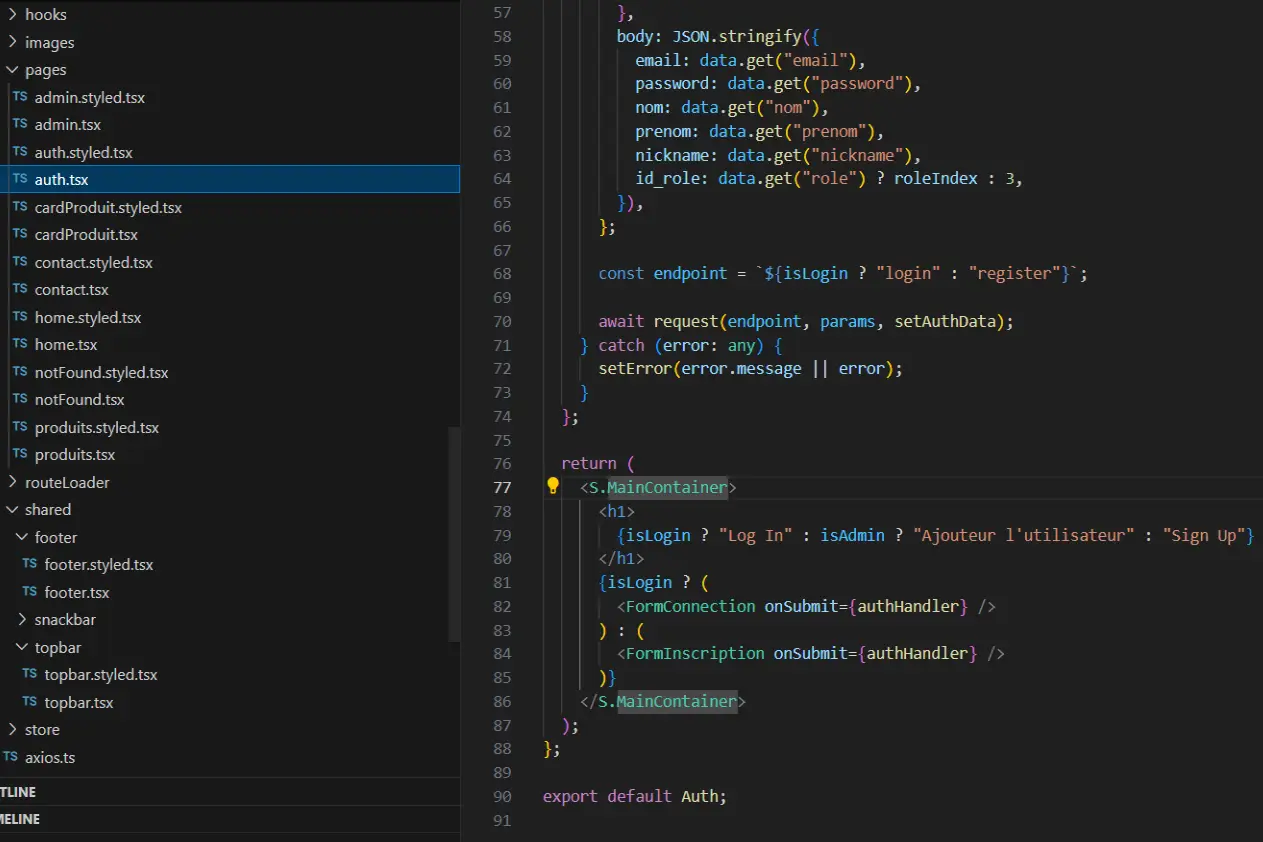 hooks
images
pages
TS admin.styled.tsx
TS admin.tsx
TS auth.styled.tsx
TS auth.tsx
TS cardProduit.styled.tsx
TS cardProduit.tsx
TS contact.styled.tsx
TS contact.tsx
TS home.styled.tsx
TS home.tsx
TS notFound.styled.tsx
TS notFound.tsx
TS produits.styled.tsx
TS produits.tsx
routeLoader
shared
footer
TS footer.styled.tsx
TS footer.tsx
snackbar
topbar
TS topbar.styled.tsx
TS topbar.tsx
store
TS axios.ts
TLINE
MELINE
57 },
58 body: JSON.stringify({
59 email: data.get("email"),
60 password: data.get("password"),
61 nom: data.get("nom"),
62 prenom: data.get("prenom"),
63 nickname: data.get("nickname"),
64 id_role: data.get("role") ? roleIndex : 3,
65 }),
66 };
67
68 const endpoint = `${isLogin ? "login" : "register"}`;
69
70 await request(endpoint, params, setAuthData);
71 } catch (error: any) {
72 setError(error.message || error);
73 }
74 };
75
76 return (
77 <S.MainContainer>
78 <h1>
79 {isLogin ? "Log In" : isAdmin ? "Ajouteur l'utilisateur" : "Sign Up"}
80 </h1>
81 {isLogin ? (
82 <FormConnection onSubmit={authHandler} />
83 ) : (
84 <FormInscription onSubmit={authHandler} />
85 )}
86 </S.MainContainer>
87 );
88 };
89
90 export default Auth;
91